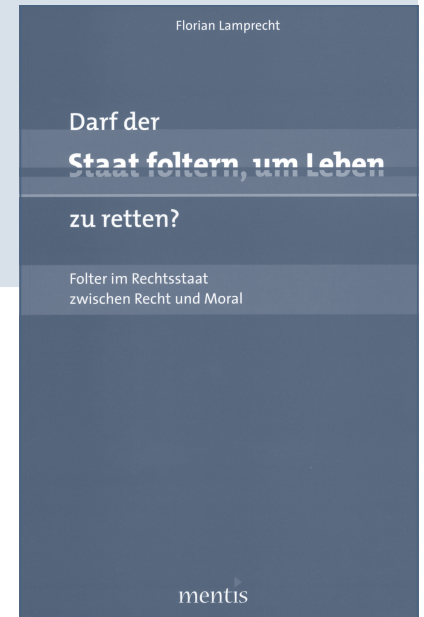 Florian Lamprecht
Darf der
Staat foltern, um Leben
zu retten?
Folter im Rechtsstaat
zwischen Recht und Moral
mentis